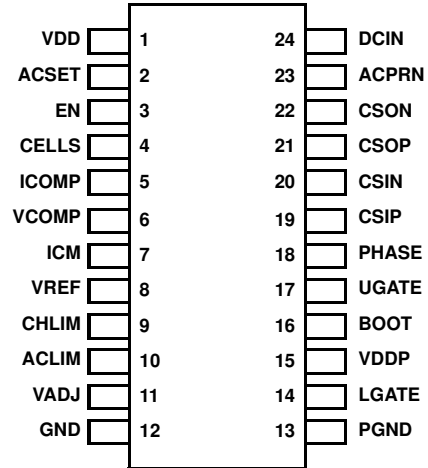 VDD 1 24 DCIN
ACSET 2 23 ACPRN
EN 3 22 CSON
CELLS 4 21 CSOP
ICOMP 5 20 CSIN
VCOMP 6 19 CSIP
ICM 7 18 PHASE
VREF 8 17 UGATE
CHLIM 9 16 BOOT
ACLIM 10 15 VDDP
VADJ 11 14 LGATE
GND 12 13 PGND